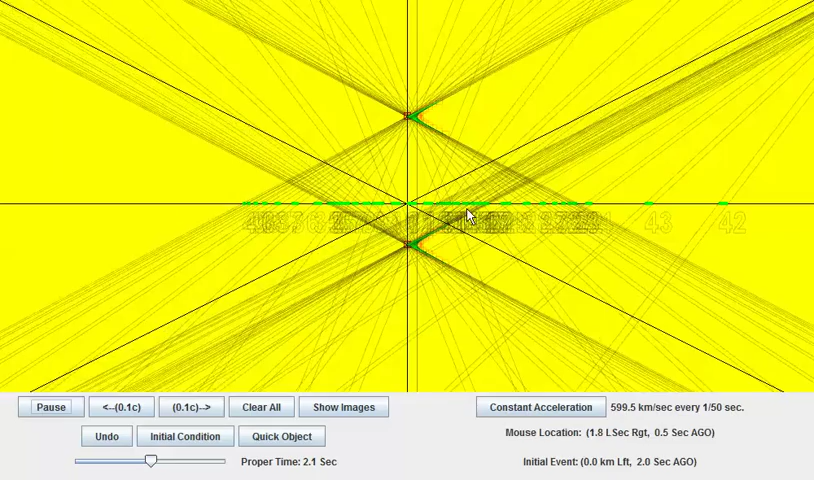 43 42
Pause <--(0.1c) (0.1c)--> Clear All Show Images Constant Acceleration 599.5 km/sec every 1/50 sec.
Undo Initial Condition Quick Object Mouse Location: (1.8 LSec Rgt, 0.5 Sec AGO)
Proper Time: 2.1 Sec Initial Event: (0.0 km Lft, 2.0 Sec AGO)